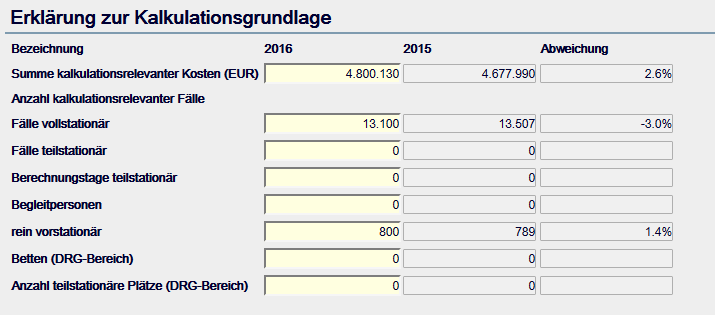 Erklärung zur Kalkulationsgrundlage
Bezeichnung 2016 2015 Abweichung
Summe kalkulationsrelevanter Kosten (EUR) 4.800.130 4.677.990 2.6%
Anzahl kalkulationsrelevanter Fälle
Fälle vollstationär 13.100 13.507 -3.0%
Fälle teilstationär 0 0
Berechnungstage teilstationär 0 0
Begleitpersonen 0 0
rein vorstationär 800 789 1.4%
Betten (DRG-Bereich) 0 0
Anzahl teilstationäre Plätze (DRG-Bereich) 0 0